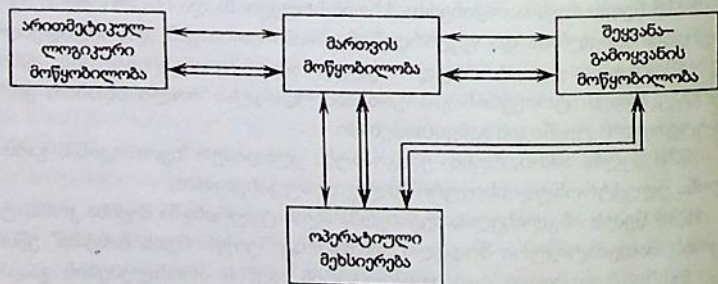 არითმეტიკულ–
ლოგიკური
მოწყობილობა
მართვის
მოწყობილობა
შეყვანა–
გამოყვანის
მოწყობილობა
ოპერატიული
მეხსიერება